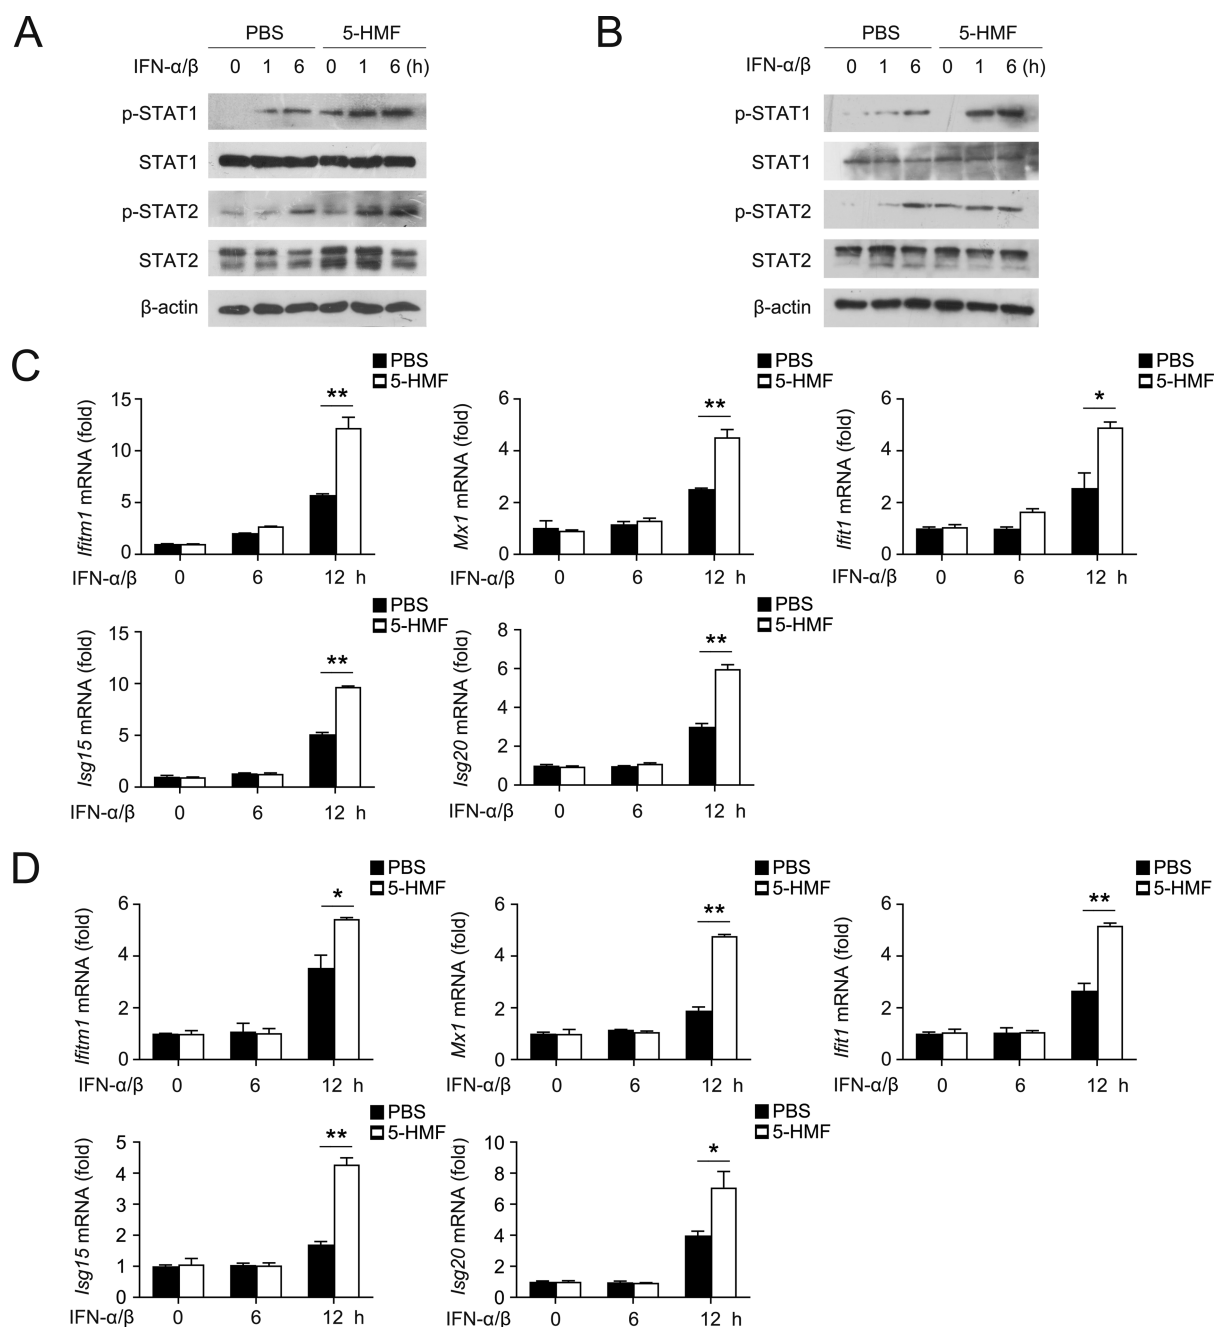 A
PBS 5-HMF
IFN-α/β 0 1 6 0 1 6 (h)
p-STAT1
STAT1
p-STAT2
STAT2
β-actin
B
PBS 5-HMF
IFN-α/β 0 1 6 0 1 6 (h)
p-STAT1
STAT1
p-STAT2
STAT2
β-actin
C
PBS
5-HMF
Ifitm1 mRNA (fold)
15
10
5
0
**
IFN-α/β 0 6 12 h
PBS
5-HMF
Mx1 mRNA (fold)
6
4
2
0
**
IFN-α/β 0 6 12 h
PBS
5-HMF
Ifit1 mRNA (fold)
6
4
2
0
*
IFN-α/β 0 6 12 h
PBS
5-HMF
Isg15 mRNA (fold)
15
10
5
0
**
IFN-α/β 0 6 12 h
PBS
5-HMF
Isg20 mRNA (fold)
8
6
4
2
0
**
IFN-α/β 0 6 12 h
D
PBS
5-HMF
Ifitm1 mRNA (fold)
6
4
2
0
*
IFN-α/β 0 6 12 h
PBS
5-HMF
Mx1 mRNA (fold)
6
4
2
0
**
IFN-α/β 0 6 12 h
PBS
5-HMF
Ifit1 mRNA (fold)
6
4
2
0
**
IFN-α/β 0 6 12 h
PBS
5-HMF
Isg15 mRNA (fold)
5
4
3
2
1
0
**
IFN-α/β 0 6 12 h
PBS
5-HMF
Isg20 mRNA (fold)
10
8
6
4
2
0
*
IFN-α/β 0 6 12 h